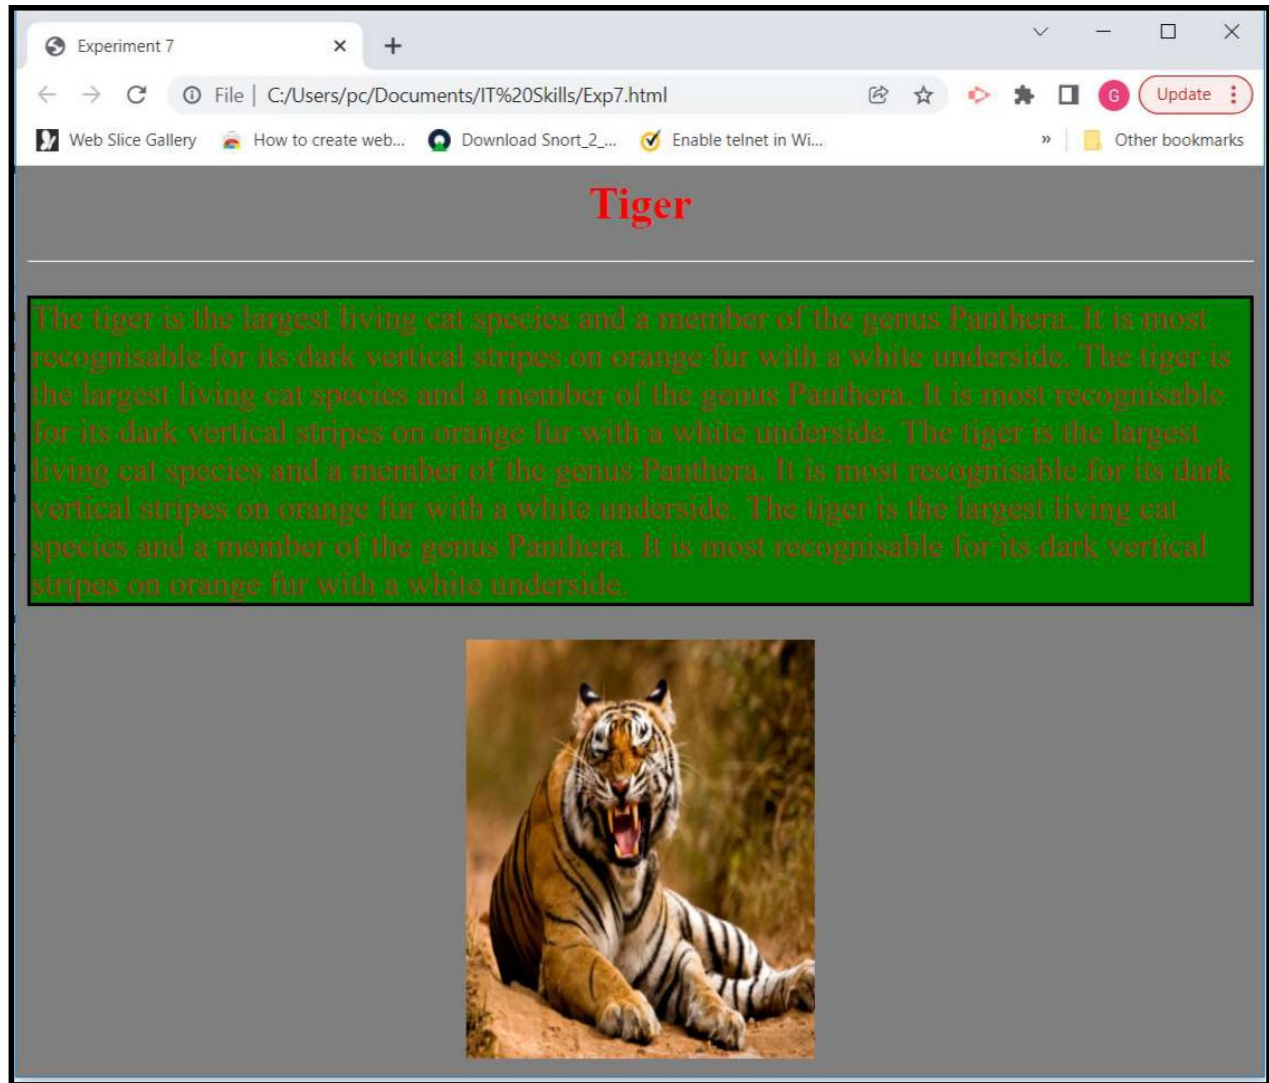 Experiment 7
File | C:/Users/pc/Documents/IT%20Skills/Exp7.html
G
Update
Web Slice Gallery
How to create web...
Download Snort_2_...
Enable telnet in Wi...
»
Other bookmarks
Tiger
The tiger is the largest living cat species and a member of the genus Panthera. It is most
recognisable for its dark vertical stripes on orange fur with a white underside. The tiger is
the largest living cat species and a member of the genus Panthera. It is most recognisable
for its dark vertical stripes on orange fur with a white underside. The tiger is the largest
living cat species and a member of the genus Panthera. It is most recognisable for its dark
vertical stripes on orange fur with a white underside. The tiger is the largest living cat
species and a member of the genus Panthera. It is most recognisable for its dark vertical
stripes on orange fur with a white underside.